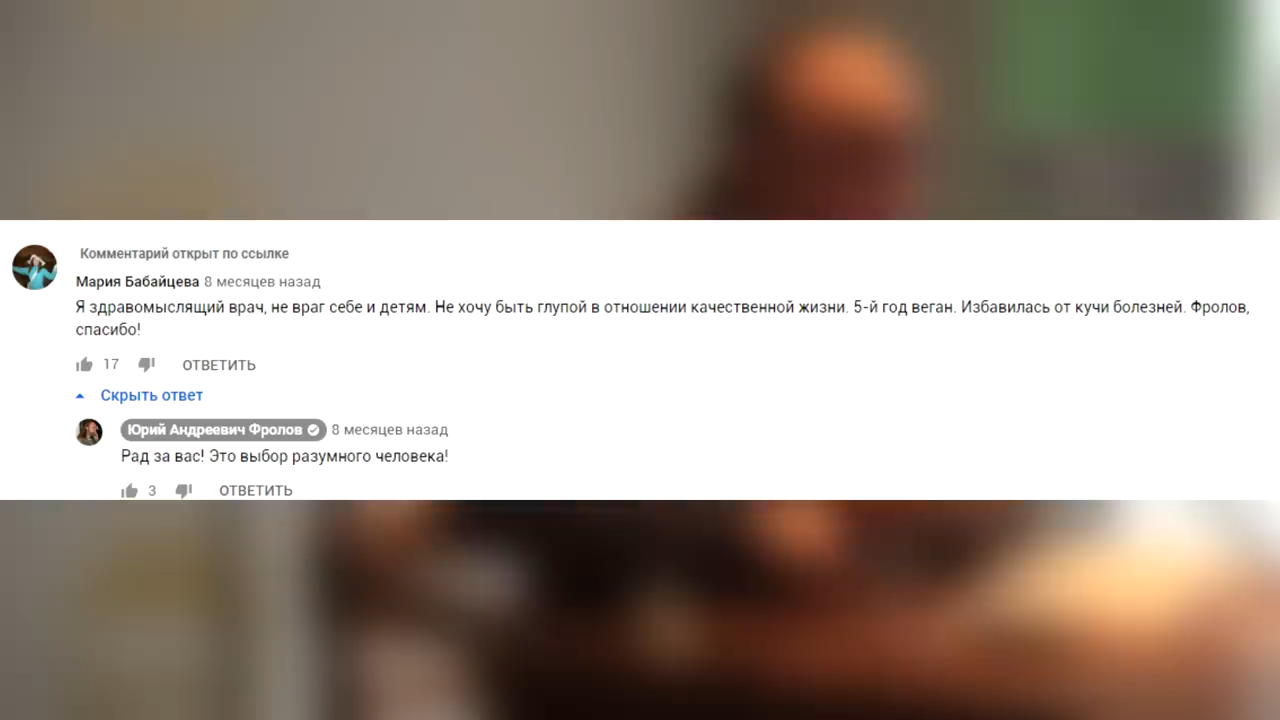 Комментарий открыт по ссылке
Мария Бабайцева 8 месяцев назад
Я здравомыслящий врач, не враг себе и детям. Не хочу быть глупой в отношении качественной жизни. 5-й год веган. Избавилась от кучи болезней. Фролов,
спасибо!
17 ОТВЕТИТЬ
Скрыть ответ
Юрий Андреевич Фролов 8 месяцев назад
Рад за вас! Это выбор разумного человека!
3 ОТВЕТИТЬ